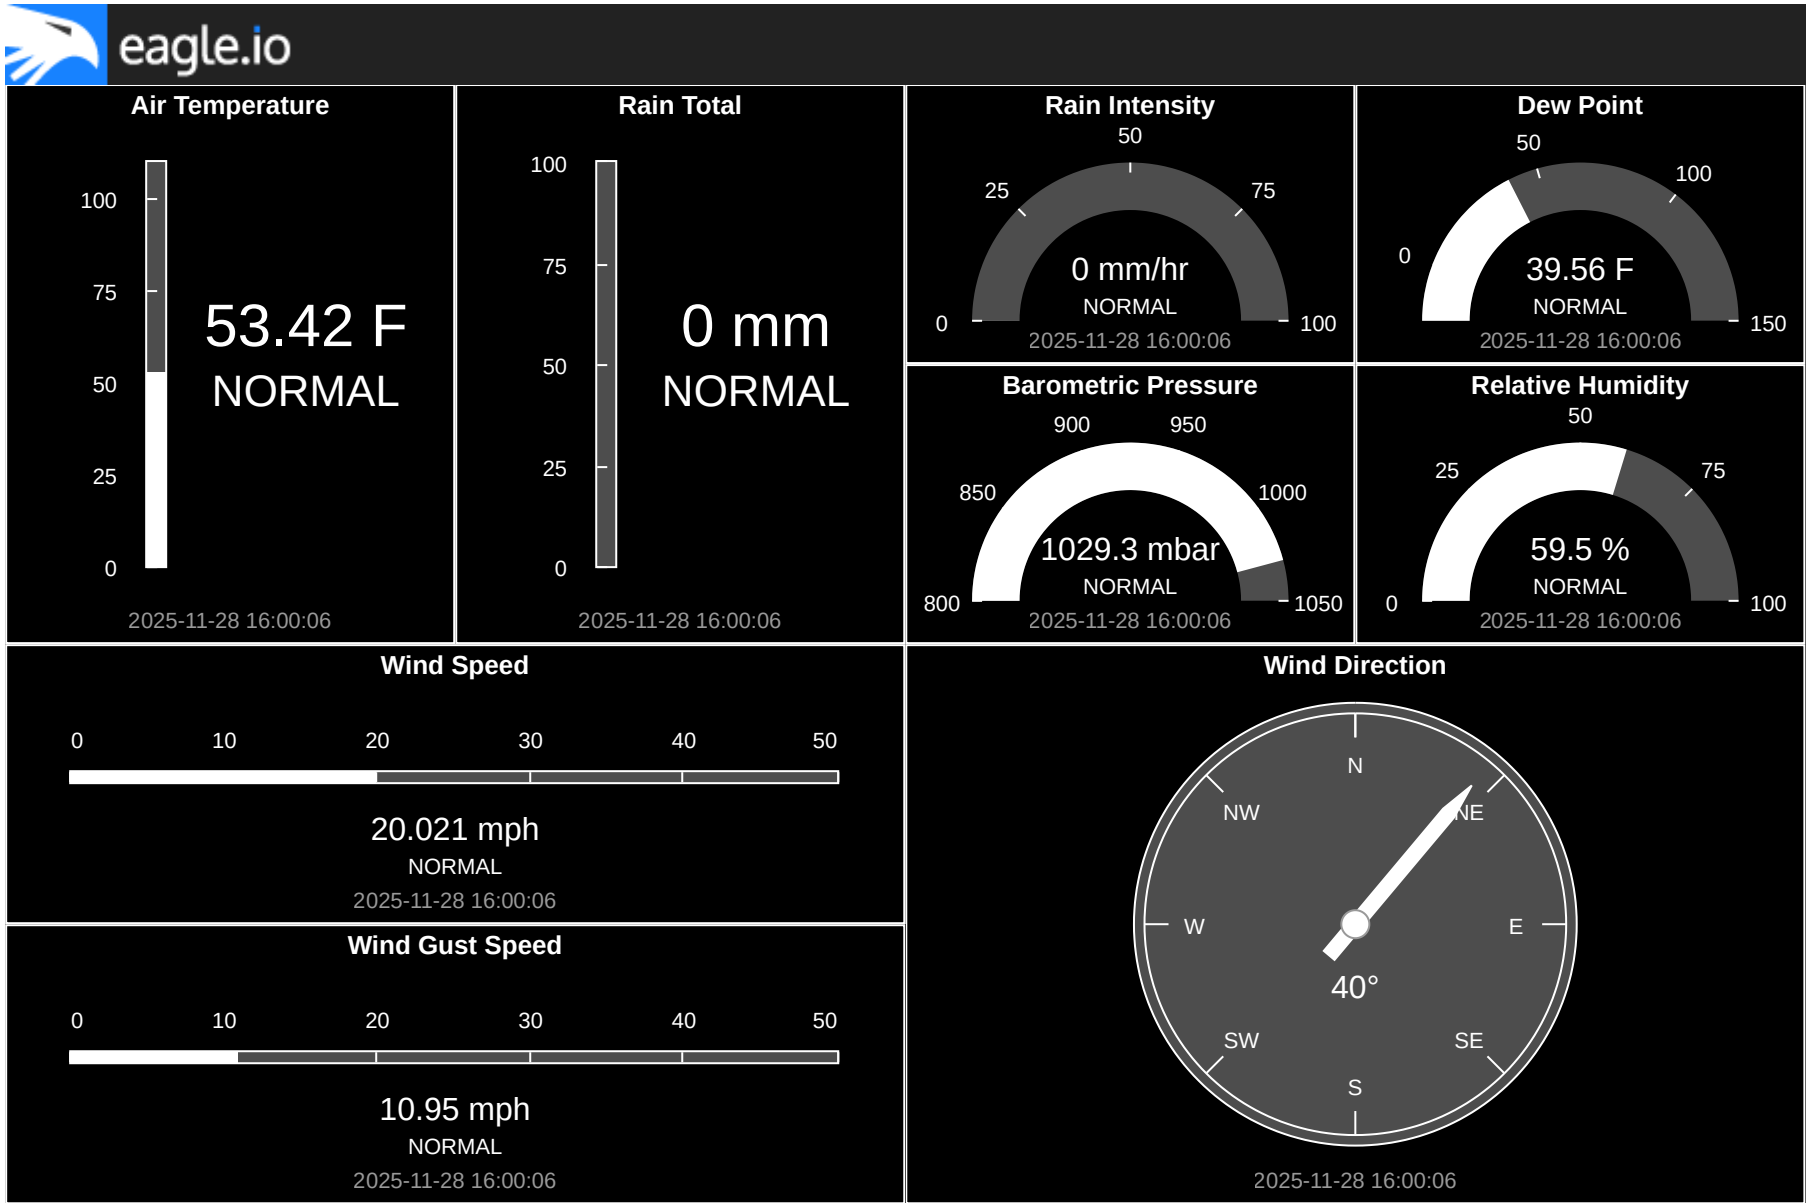 eagle.io
Air Temperature
100
75
50
25
0
53.42 F
NORMAL
2025-11-28 16:00:06
Rain Total
100
75
50
25
0
0 mm
NORMAL
2025-11-28 16:00:06
Rain Intensity
50
25
75
0
100
0 mm/hr
NORMAL
2025-11-28 16:00:06
Dew Point
50
100
0
150
39.56 F
NORMAL
2025-11-28 16:00:06
Barometric Pressure
900
950
850
1000
800
1050
1029.3 mbar
NORMAL
2025-11-28 16:00:06
Relative Humidity
50
25
75
0
100
59.5 %
NORMAL
2025-11-28 16:00:06
Wind Speed
0 10 20 30 40 50
20.021 mph
NORMAL
2025-11-28 16:00:06
Wind Gust Speed
0 10 20 30 40 50
10.95 mph
NORMAL
2025-11-28 16:00:06
Wind Direction
N
NW
NE
W
E
40°
SW
SE
S
2025-11-28 16:00:06